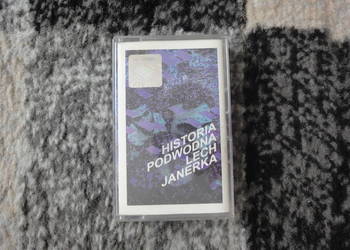 HISTORIA
PODWODNA
LECH
JANERKA